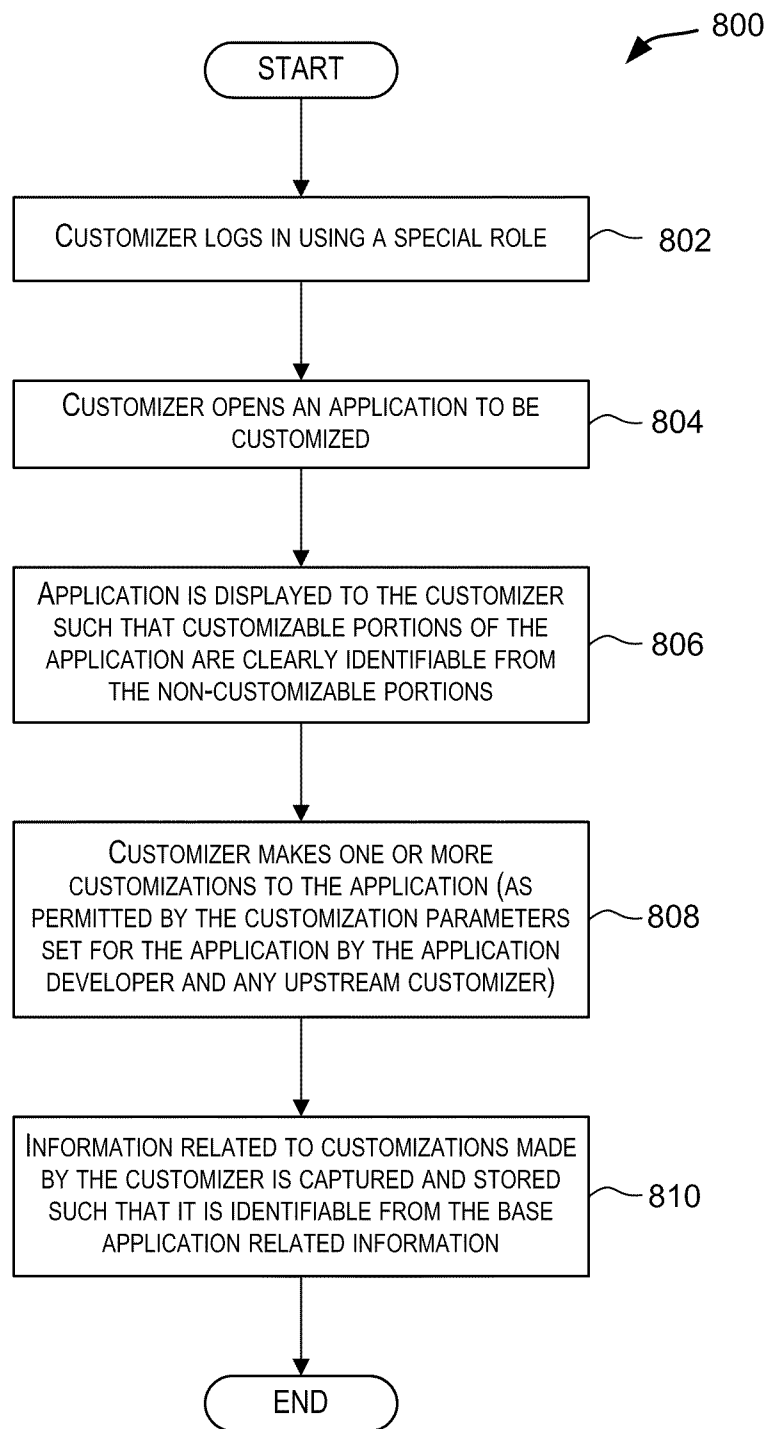 800
START
CUSTOMIZER LOGS IN USING A SPECIAL ROLE
802
CUSTOMIZER OPENS AN APPLICATION TO BE
CUSTOMIZED
804
APPLICATION IS DISPLAYED TO THE CUSTOMIZER
SUCH THAT CUSTOMIZABLE PORTIONS OF THE
APPLICATION ARE CLEARLY IDENTIFIABLE FROM
THE NON-CUSTOMIZABLE PORTIONS
806
CUSTOMIZER MAKES ONE OR MORE
CUSTOMIZATIONS TO THE APPLICATION (AS
PERMITTED BY THE CUSTOMIZATION PARAMETERS
SET FOR THE APPLICATION BY THE APPLICATION
DEVELOPER AND ANY UPSTREAM CUSTOMIZER)
808
INFORMATION RELATED TO CUSTOMIZATIONS MADE
BY THE CUSTOMIZER IS CAPTURED AND STORED
SUCH THAT IT IS IDENTIFIABLE FROM THE BASE
APPLICATION RELATED INFORMATION
810
END